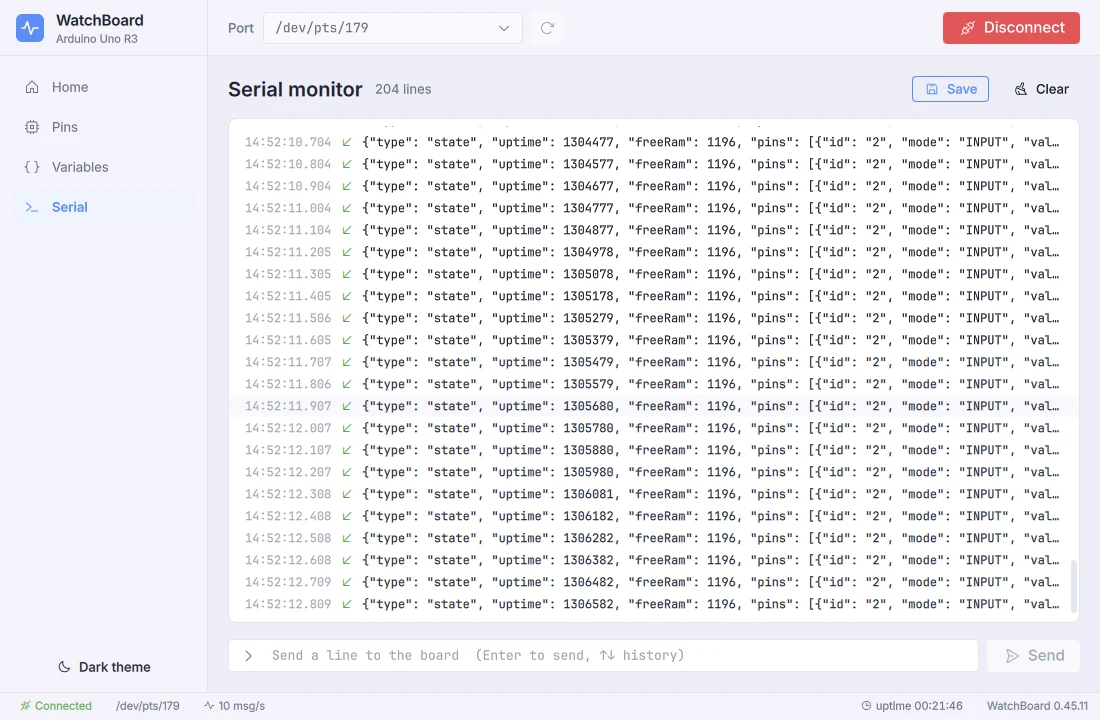 WatchBoard
Arduino Uno R3
Port
/dev/pts/179
Disconnect
Home
Pins
Variables
Serial
Serial monitor
204 lines
Save
Clear
14:52:10.704 {"type": "state", "uptime": 1304477, "freeRam": 1196, "pins": [{"id": "2", "mode": "INPUT", "val…
14:52:10.804 {"type": "state", "uptime": 1304577, "freeRam": 1196, "pins": [{"id": "2", "mode": "INPUT", "val…
14:52:10.904 {"type": "state", "uptime": 1304677, "freeRam": 1196, "pins": [{"id": "2", "mode": "INPUT", "val…
14:52:11.004 {"type": "state", "uptime": 1304777, "freeRam": 1196, "pins": [{"id": "2", "mode": "INPUT", "val…
14:52:11.104 {"type": "state", "uptime": 1304877, "freeRam": 1196, "pins": [{"id": "2", "mode": "INPUT", "val…
14:52:11.205 {"type": "state", "uptime": 1304978, "freeRam": 1196, "pins": [{"id": "2", "mode": "INPUT", "val…
14:52:11.305 {"type": "state", "uptime": 1305078, "freeRam": 1196, "pins": [{"id": "2", "mode": "INPUT", "val…
14:52:11.405 {"type": "state", "uptime": 1305178, "freeRam": 1196, "pins": [{"id": "2", "mode": "INPUT", "val…
14:52:11.506 {"type": "state", "uptime": 1305279, "freeRam": 1196, "pins": [{"id": "2", "mode": "INPUT", "val…
14:52:11.605 {"type": "state", "uptime": 1305379, "freeRam": 1196, "pins": [{"id": "2", "mode": "INPUT", "val…
14:52:11.707 {"type": "state", "uptime": 1305479, "freeRam": 1196, "pins": [{"id": "2", "mode": "INPUT", "val…
14:52:11.806 {"type": "state", "uptime": 1305579, "freeRam": 1196, "pins": [{"id": "2", "mode": "INPUT", "val…
14:52:11.907 {"type": "state", "uptime": 1305680, "freeRam": 1196, "pins": [{"id": "2", "mode": "INPUT", "val…
14:52:12.007 {"type": "state", "uptime": 1305780, "freeRam": 1196, "pins": [{"id": "2", "mode": "INPUT", "val…
14:52:12.107 {"type": "state", "uptime": 1305880, "freeRam": 1196, "pins": [{"id": "2", "mode": "INPUT", "val…
14:52:12.207 {"type": "state", "uptime": 1305980, "freeRam": 1196, "pins": [{"id": "2", "mode": "INPUT", "val…
14:52:12.308 {"type": "state", "uptime": 1306081, "freeRam": 1196, "pins": [{"id": "2", "mode": "INPUT", "val…
14:52:12.408 {"type": "state", "uptime": 1306182, "freeRam": 1196, "pins": [{"id": "2", "mode": "INPUT", "val…
14:52:12.508 {"type": "state", "uptime": 1306282, "freeRam": 1196, "pins": [{"id": "2", "mode": "INPUT", "val…
14:52:12.608 {"type": "state", "uptime": 1306382, "freeRam": 1196, "pins": [{"id": "2", "mode": "INPUT", "val…
14:52:12.709 {"type": "state", "uptime": 1306482, "freeRam": 1196, "pins": [{"id": "2", "mode": "INPUT", "val…
14:52:12.809 {"type": "state", "uptime": 1306582, "freeRam": 1196, "pins": [{"id": "2", "mode": "INPUT", "val…
Send a line to the board (Enter to send, ↑↓ history)
Send
Dark theme
Connected
/dev/pts/179
10 msg/s
uptime 00:21:46
WatchBoard 0.45.11